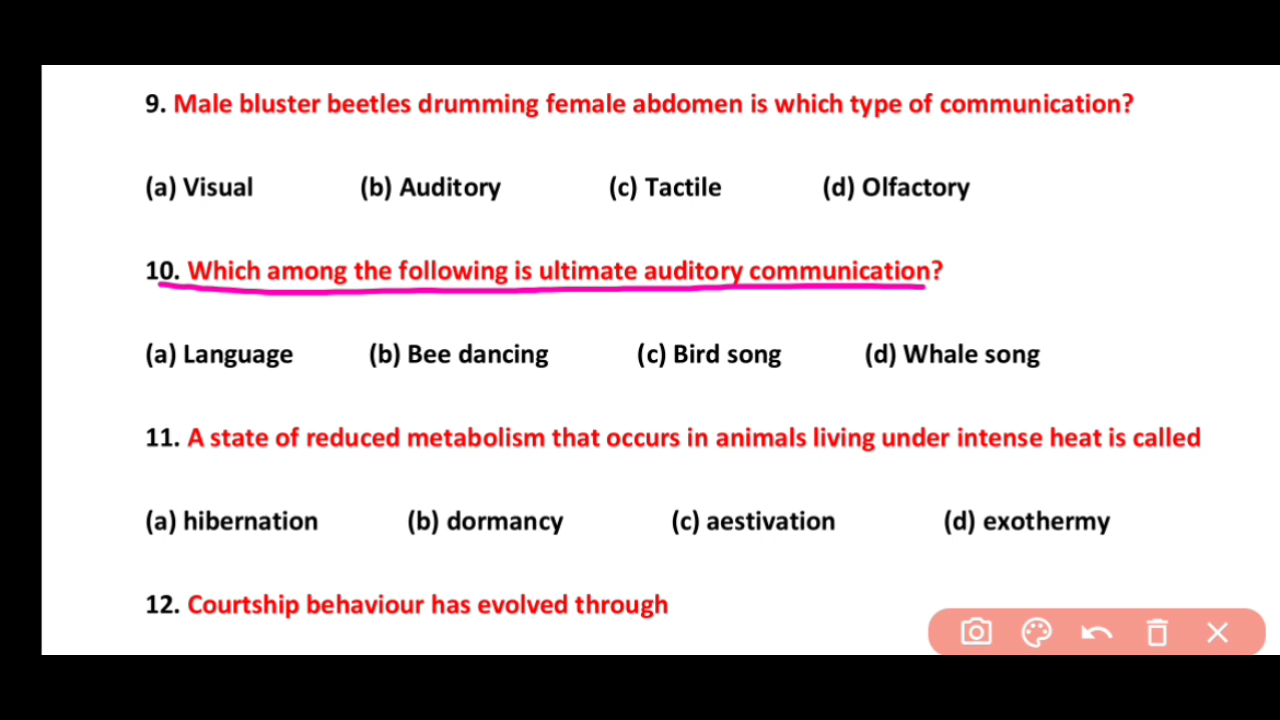 9. Male bluster beetles drumming female abdomen is which type of communication?
(a) Visual (b) Auditory (c) Tactile (d) Olfactory
10. Which among the following is ultimate auditory communication?
(a) Language (b) Bee dancing (c) Bird song (d) Whale song
11. A state of reduced metabolism that occurs in animals living under intense heat is called
(a) hibernation (b) dormancy (c) aestivation (d) exothermy
12. Courtship behaviour has evolved through